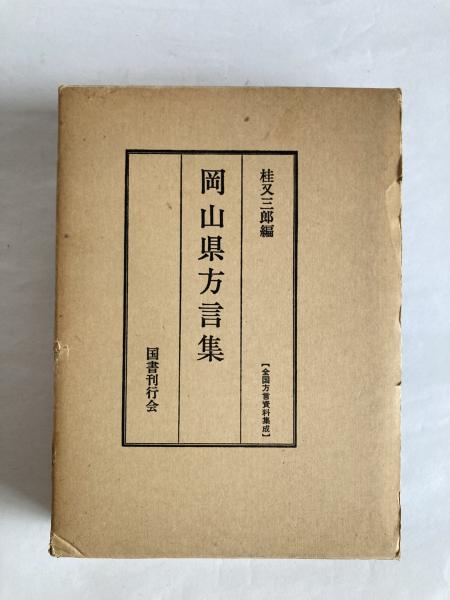 桂又三郎編
【全国方言資料集成】
岡山県方言集
国書刊行会